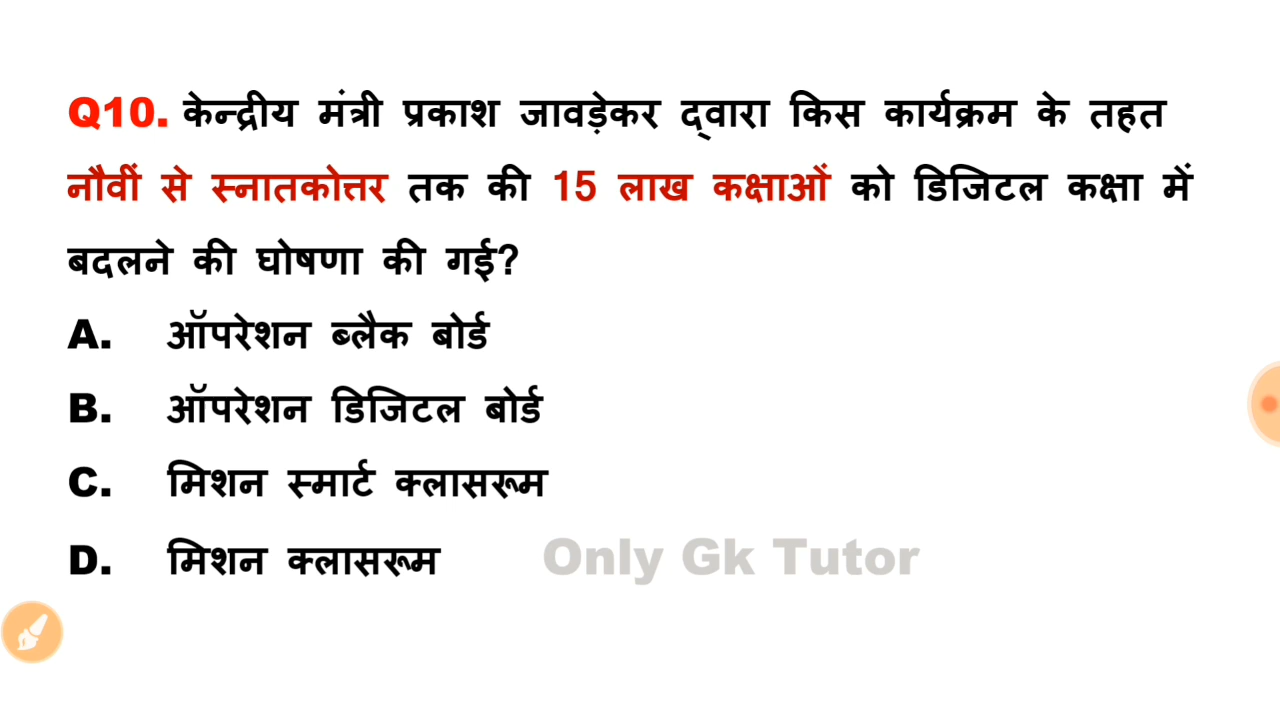 Q10. केन्द्रीय मंत्री प्रकाश जावड़ेकर द्वारा किस कार्यक्रम के तहत
नौवीं से स्नातकोत्तर तक की 15 लाख कक्षाओं को डिजिटल कक्षा में
बदलने की घोषणा की गई?
A. ऑपरेशन ब्लैक बोर्ड
B. ऑपरेशन डिजिटल बोर्ड
C. मिशन स्मार्ट क्लासरूम
D. मिशन क्लासरूम Only Gk Tutor